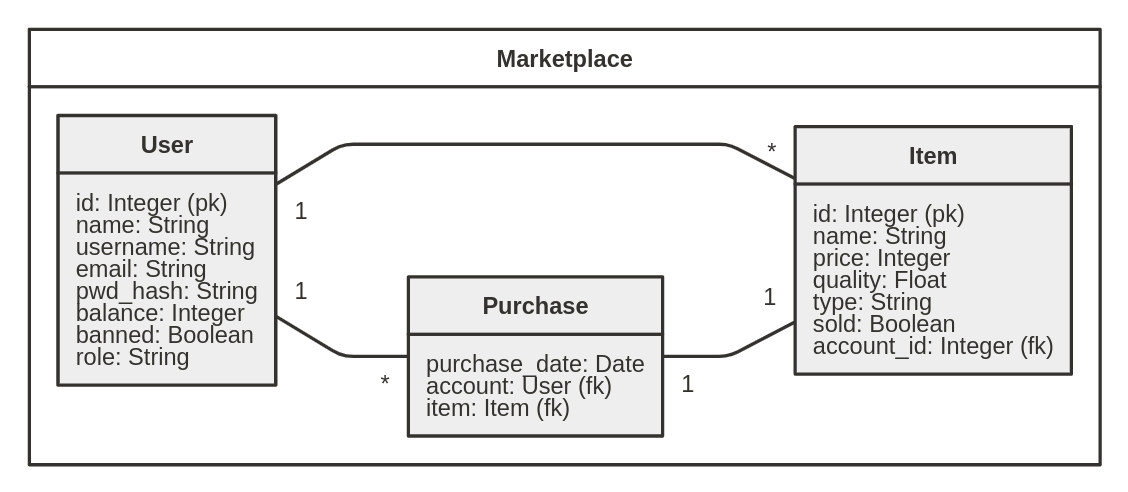 Marketplace
User
id: Integer (pk)
name: String
username: String
email: String
pwd_hash: String
balance: Integer
banned: Boolean
role: String
1
1
*
Purchase
purchase_date: Date
account: User (fk)
item: Item (fk)
1
1
*
Item
id: Integer (pk)
name: String
price: Integer
quality: Float
type: String
sold: Boolean
account_id: Integer (fk)